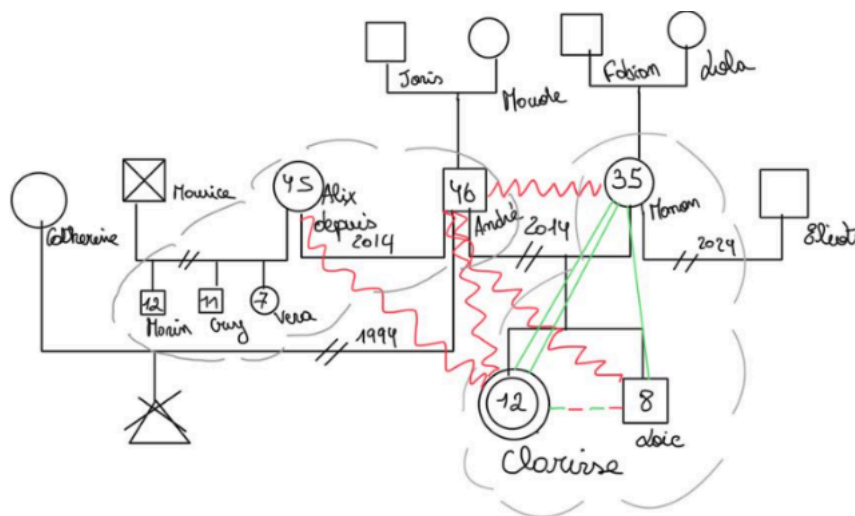 Joris
Maude
Fabian
Lola
Catherine
Maurice
45
Alix
depuis
2014
46
André
35
Manon
2014
2024
Eliott
12
Marin
11
Guy
7
Vera
1994
12
Clarisse
8
Loic